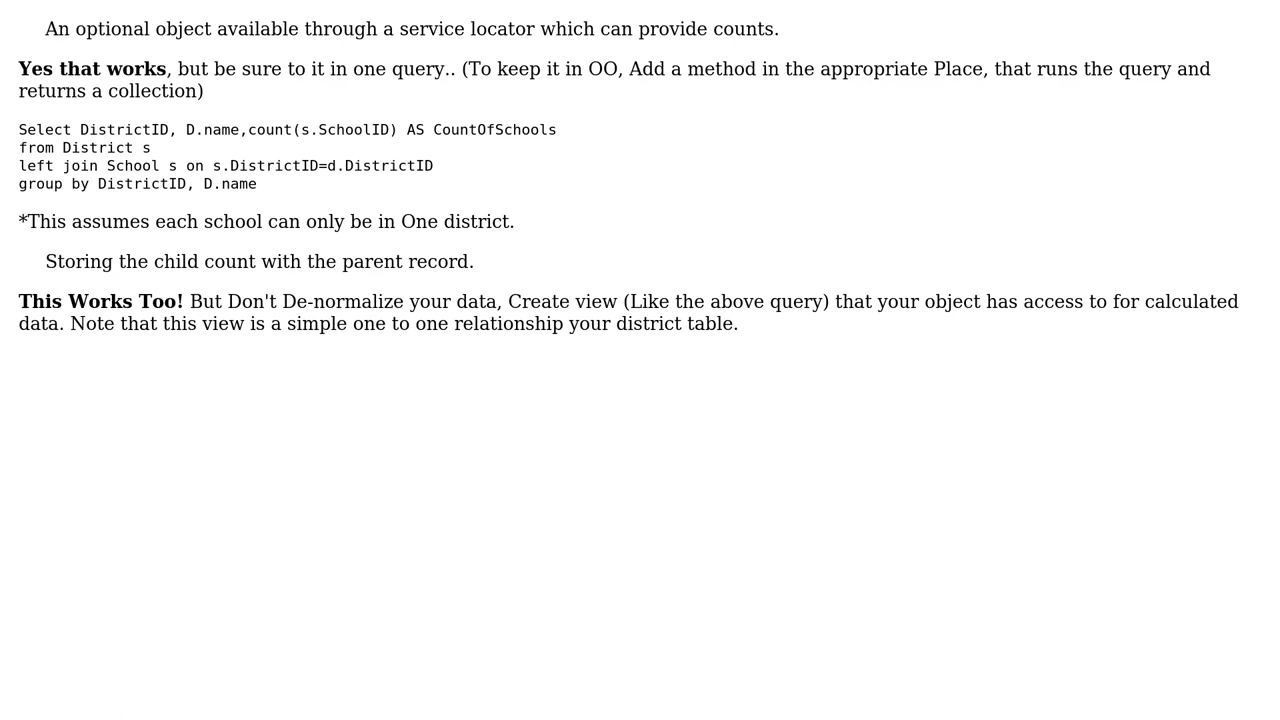 An optional object available through a service locator which can provide counts.
Yes that works, but be sure to it in one query.. (To keep it in OO, Add a method in the appropriate Place, that runs the query and
returns a collection)
Select DistrictID, D.name,count(s.SchoolID) AS CountOfSchools
from District s
left join School s on s.DistrictID=d.DistrictID
group by DistrictID, D.name
*This assumes each school can only be in One district.
Storing the child count with the parent record.
This Works Too! But Don't De-normalize your data, Create view (Like the above query) that your object has access to for calculated
data. Note that this view is a simple one to one relationship your district table.